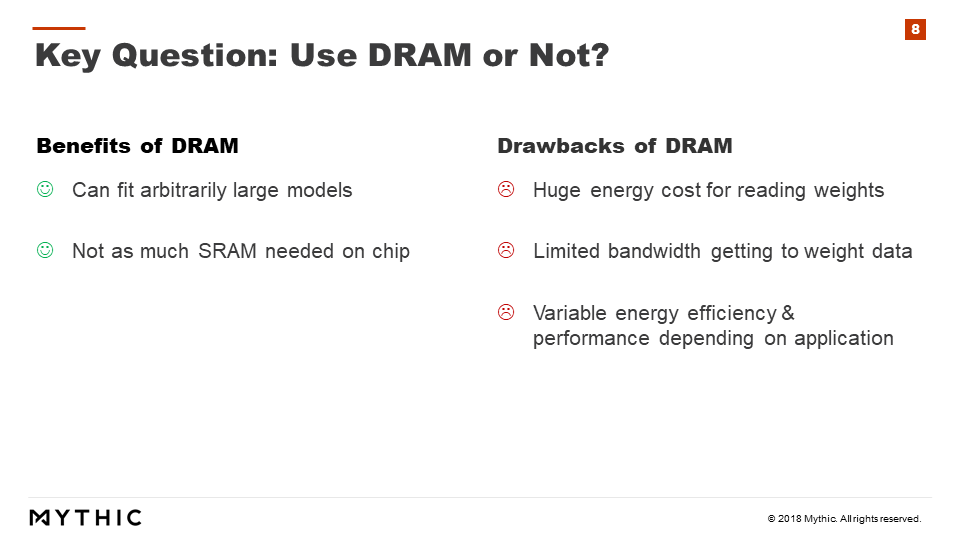 8
Key Question: Use DRAM or Not?
Benefits of DRAM
Can fit arbitrarily large models
Not as much SRAM needed on chip
Drawbacks of DRAM
Huge energy cost for reading weights
Limited bandwidth getting to weight data
Variable energy efficiency &
performance depending on application
MYTHIC
© 2018 Mythic. All rights reserved.